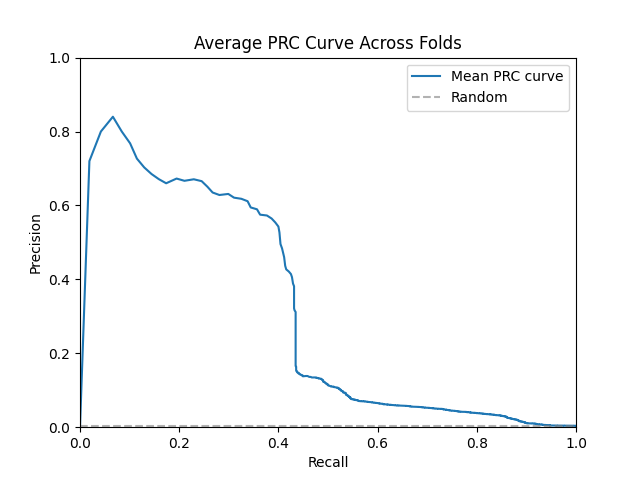 Average PRC Curve Across Folds
1.0
0.8
0.6
0.4
0.2
0.0
Precision
0.0 0.2 0.4 0.6 0.8 1.0
Recall
Mean PRC curve
Random